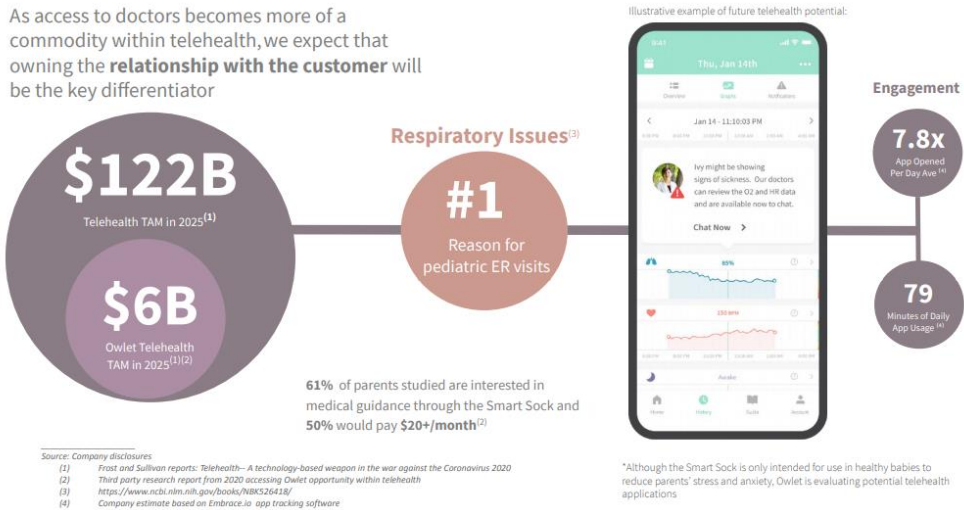 As access to doctors becomes more of a
commodity within telehealth, we expect that
owning the relationship with the customer will
be the key differentiator
$122B
Telehealth TAM in 2025(1)
$6B
Owlet Telehealth
TAM in 2025(1)(2)
Respiratory Issues(3)
#1
Reason for
pediatric ER visits
61% of parents studied are interested in
medical guidance through the Smart Sock and
50% would pay $20+/month(2)
Illustrative example of future telehealth potential:
9:41
Thu, Jan 14th
Overview
Graphs
Notifications
Jan 14 - 11:10:03 PM
Ivy might be showing
signs of sickness. Our doctors
can review the O2 and HR data
and are available now to chat.
Chat Now
Awake
Home
History
Guide
Account
Engagement
7.8x
App Opened
Per Day Ave (4)
79
Minutes of Daily
App Usage (4)
*Although the Smart Sock is only intended for use in healthy babies to
reduce parents' stress and anxiety, Owlet is evaluating potential telehealth
applications
Source: Company disclosures
(1) Frost and Sullivan reports: Telehealth-- A technology-based weapon in the war against the Coronavirus 2020
(2) Third party research report from 2020 accessing Owlet opportunity within telehealth
(3) https://www.ncbi.nlm.nih.gov/books/NBK526418/
(4) Company estimate based on Embrace.io app tracking software